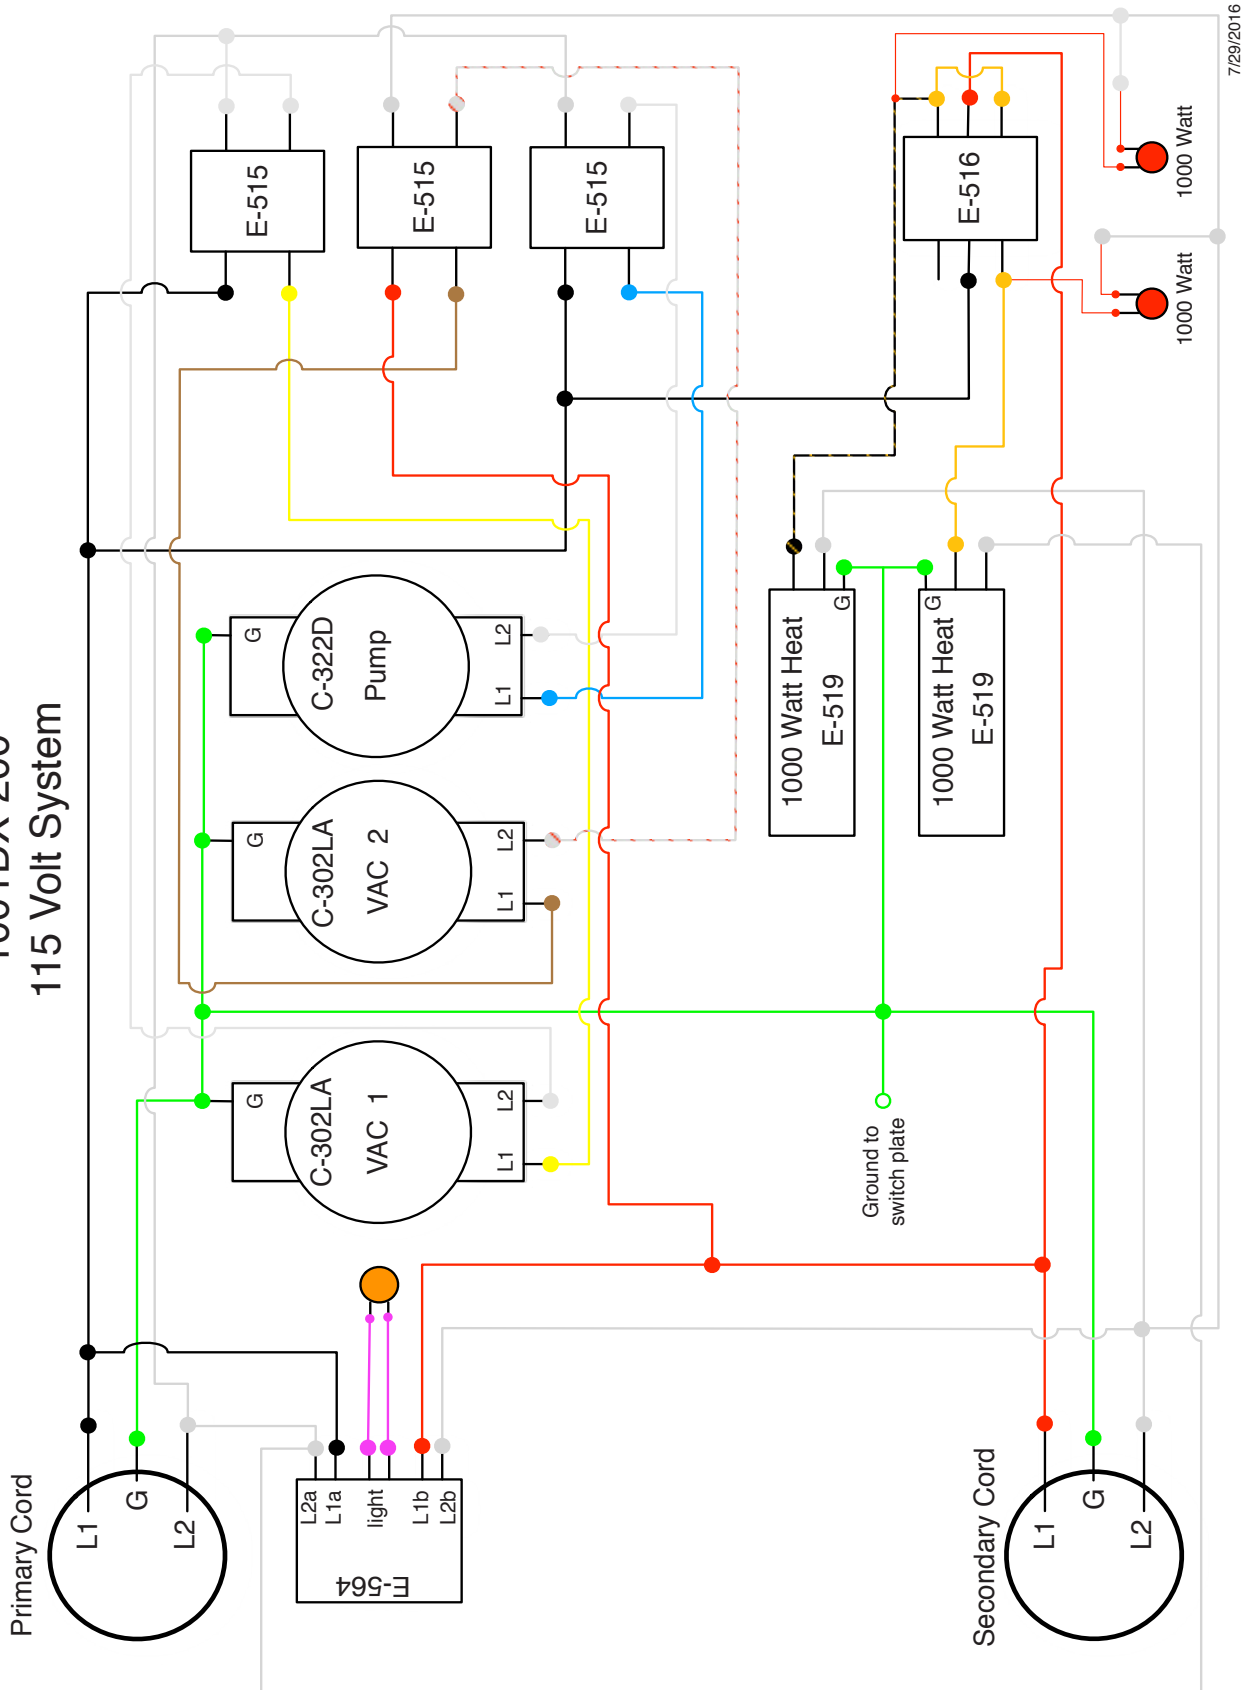 115 Volt System
Primary Cord
L1
G
L2
E-564
L2a
L1a
light
L1b
L2b
Secondary Cord
L1
G
L2
C-302LA
VAC 1
G
L1
L2
C-302LA
VAC 2
G
L1
L2
C-322D
Pump
G
L1
L2
Ground to
switch plate
1000 Watt Heat
E-519
G
1000 Watt Heat
E-519
G
E-515
E-515
E-515
E-516
1000 Watt
1000 Watt
7/29/2016